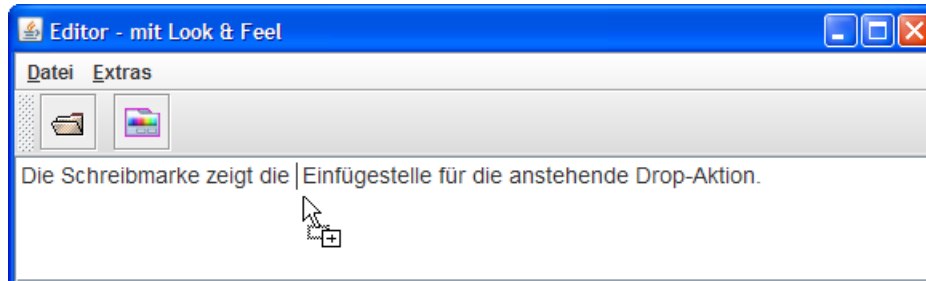 Editor - mit Look & Feel
Datei Extras
Die Schreibmarke zeigt die Einfügestelle für die anstehende Drop-Aktion.